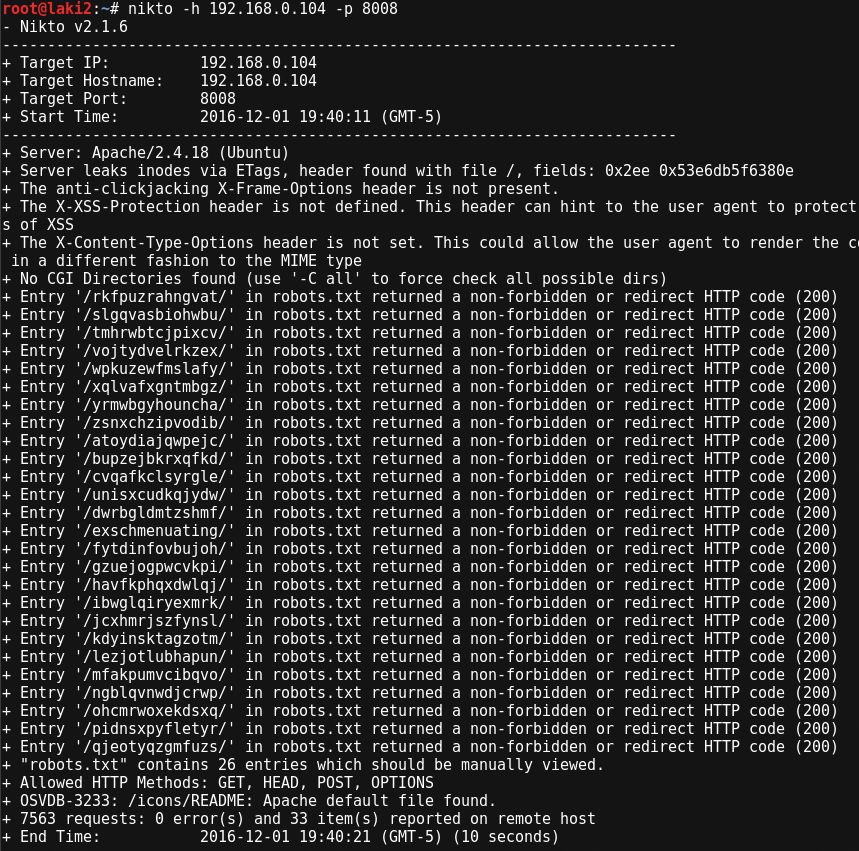 root@laki2:~# nikto -h 192.168.0.104 -p 8008
- Nikto v2.1.6
---------------------------------------------------------------------------
+ Target IP:          192.168.0.104
+ Target Hostname:    192.168.0.104
+ Target Port:        8008
+ Start Time:         2016-12-01 19:40:11 (GMT-5)
---------------------------------------------------------------------------
+ Server: Apache/2.4.18 (Ubuntu)
+ Server leaks inodes via ETags, header found with file /, fields: 0x2ee 0x53e6db5f6380e
+ The anti-clickjacking X-Frame-Options header is not present.
+ The X-XSS-Protection header is not defined. This header can hint to the user agent to protect
s of XSS
+ The X-Content-Type-Options header is not set. This could allow the user agent to render the c
 in a different fashion to the MIME type
+ No CGI Directories found (use '-C all' to force check all possible dirs)
+ Entry '/rkfpuzrahngvat/' in robots.txt returned a non-forbidden or redirect HTTP code (200)
+ Entry '/slgqvasbiohwbu/' in robots.txt returned a non-forbidden or redirect HTTP code (200)
+ Entry '/tmhrwbtcjpixcv/' in robots.txt returned a non-forbidden or redirect HTTP code (200)
+ Entry '/vojtydvelrkzex/' in robots.txt returned a non-forbidden or redirect HTTP code (200)
+ Entry '/wpkuzewfmslafy/' in robots.txt returned a non-forbidden or redirect HTTP code (200)
+ Entry '/xqlvafxgntmbgz/' in robots.txt returned a non-forbidden or redirect HTTP code (200)
+ Entry '/yrmwbgyhouncha/' in robots.txt returned a non-forbidden or redirect HTTP code (200)
+ Entry '/zsnxchzipvodib/' in robots.txt returned a non-forbidden or redirect HTTP code (200)
+ Entry '/atoydiajqwpejc/' in robots.txt returned a non-forbidden or redirect HTTP code (200)
+ Entry '/bupzejbkrxqfkd/' in robots.txt returned a non-forbidden or redirect HTTP code (200)
+ Entry '/cvqafkclsyrgle/' in robots.txt returned a non-forbidden or redirect HTTP code (200)
+ Entry '/unisxcudkqjydw/' in robots.txt returned a non-forbidden or redirect HTTP code (200)
+ Entry '/dwrbgldmtzshmf/' in robots.txt returned a non-forbidden or redirect HTTP code (200)
+ Entry '/exschmenuating/' in robots.txt returned a non-forbidden or redirect HTTP code (200)
+ Entry '/fytdinfovbujoh/' in robots.txt returned a non-forbidden or redirect HTTP code (200)
+ Entry '/gzuejogpwcvkpi/' in robots.txt returned a non-forbidden or redirect HTTP code (200)
+ Entry '/havfkphqxdwlqj/' in robots.txt returned a non-forbidden or redirect HTTP code (200)
+ Entry '/ibwglqiryexmrk/' in robots.txt returned a non-forbidden or redirect HTTP code (200)
+ Entry '/jcxhmrjszfynsl/' in robots.txt returned a non-forbidden or redirect HTTP code (200)
+ Entry '/kdyinsktagzotm/' in robots.txt returned a non-forbidden or redirect HTTP code (200)
+ Entry '/lezjotlubhapun/' in robots.txt returned a non-forbidden or redirect HTTP code (200)
+ Entry '/mfakpumvcibqvo/' in robots.txt returned a non-forbidden or redirect HTTP code (200)
+ Entry '/ngblqvnwdjcrwp/' in robots.txt returned a non-forbidden or redirect HTTP code (200)
+ Entry '/ohcmrwoxekdsxq/' in robots.txt returned a non-forbidden or redirect HTTP code (200)
+ Entry '/pidnsxpyfletyr/' in robots.txt returned a non-forbidden or redirect HTTP code (200)
+ Entry '/qjeotyqzgmfuzs/' in robots.txt returned a non-forbidden or redirect HTTP code (200)
+ "robots.txt" contains 26 entries which should be manually viewed.
+ Allowed HTTP Methods: GET, HEAD, POST, OPTIONS
+ OSVDB-3233: /icons/README: Apache default file found.
+ 7563 requests: 0 error(s) and 33 item(s) reported on remote host
+ End Time:           2016-12-01 19:40:21 (GMT-5) (10 seconds)